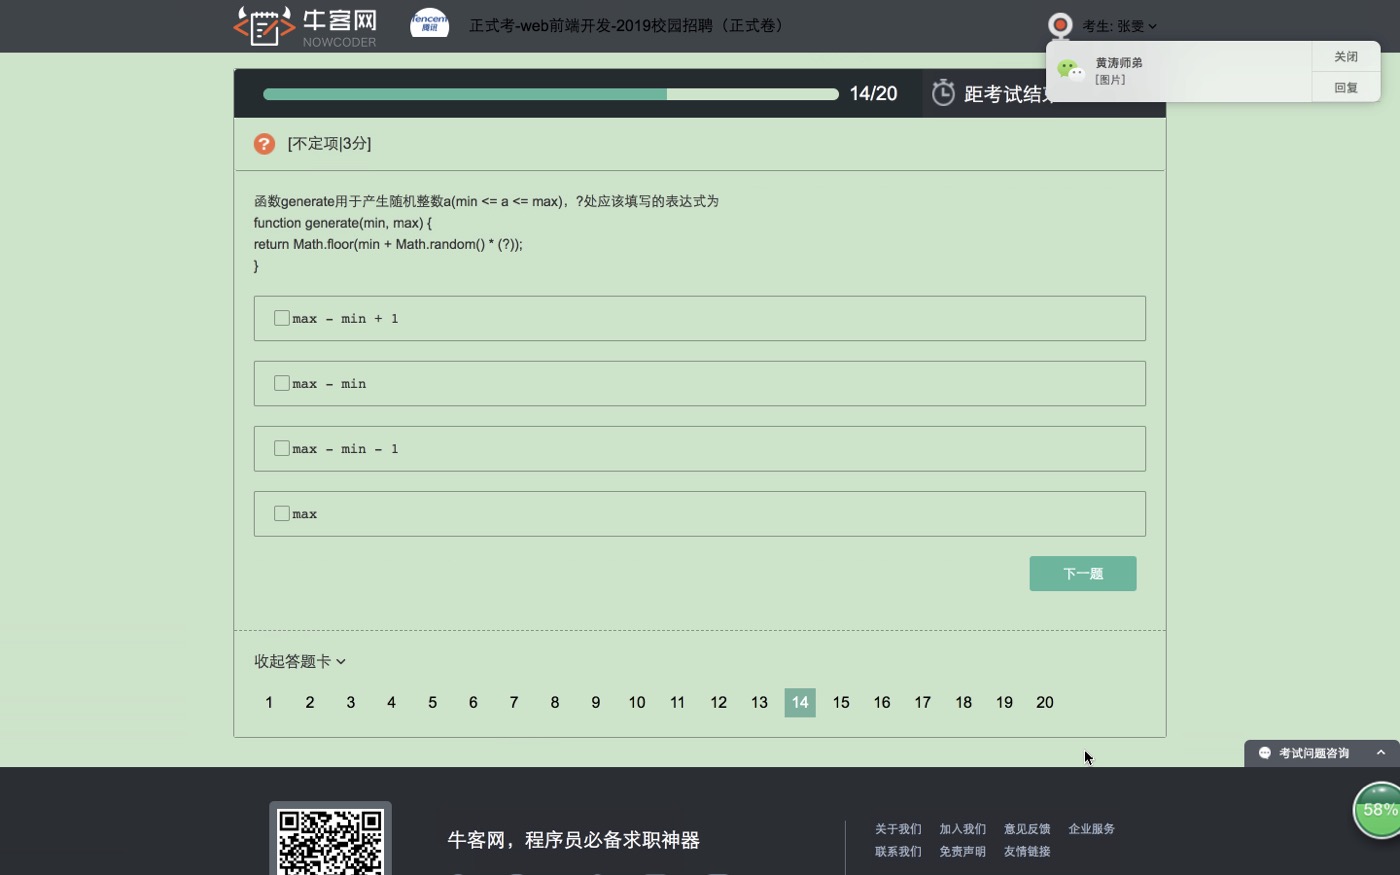 牛客网
NOWCODER
Tencent
腾讯
正式考-web前端开发-2019校园招聘（正式卷）
考生: 张雯
黄涛师弟
[图片]
关闭
回复
14/20
距考试结
?
[不定项|3分]
函数generate用于产生随机整数a(min <= a <= max)，?处应该填写的表达式为
function generate(min, max) {
return Math.floor(min + Math.random() * (?));
}
max - min + 1
max - min
max - min - 1
max
下一题
收起答题卡
1 2 3 4 5 6 7 8 9 10 11 12 13 14 15 16 17 18 19 20
考试问题咨询
58%
牛客网，程序员必备求职神器
关于我们 加入我们 意见反馈 企业服务
联系我们 免责声明 友情链接